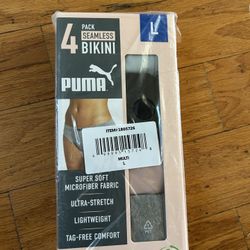 4 PACK
SEAMLESS
BIKINI
L
PUMA
ITEM#1806726
MULTI
L
SUPER SOFT
MICROFIBER FABRIC
ULTRA-STRETCH
LIGHTWEIGHT
TAG-FREE COMFORT